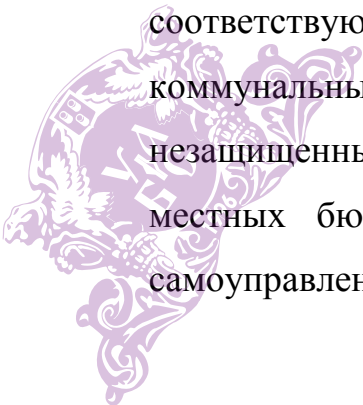 соответствую
коммунальны
незащищенны
местных бю
самоуправлен